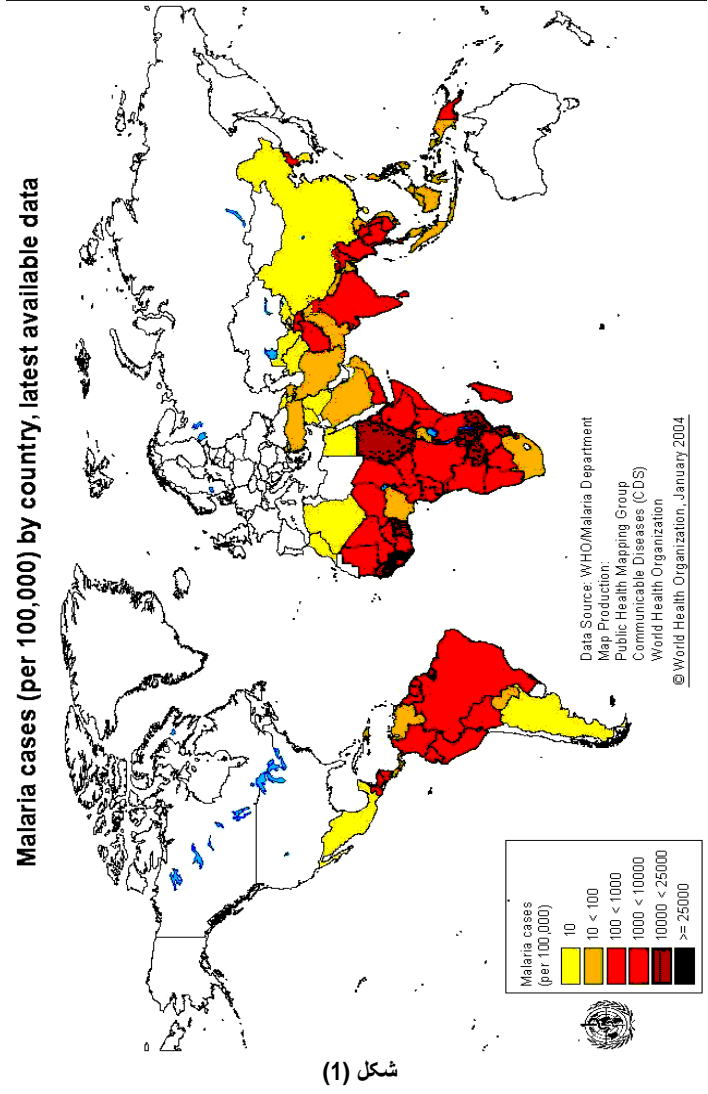 Malaria cases (per 100,000) by country, latest available data
Data Source: WHO/Malaria Department
Map Production:
Public Health Mapping Group
Communicable Diseases (CDS)
World Health Organization
© World Health Organization, January 2004
Malaria cases
(per 100,000)
10
10 < 100
100 < 1000
1000 < 10000
10000 < 25000
>= 25000
شكل (1)